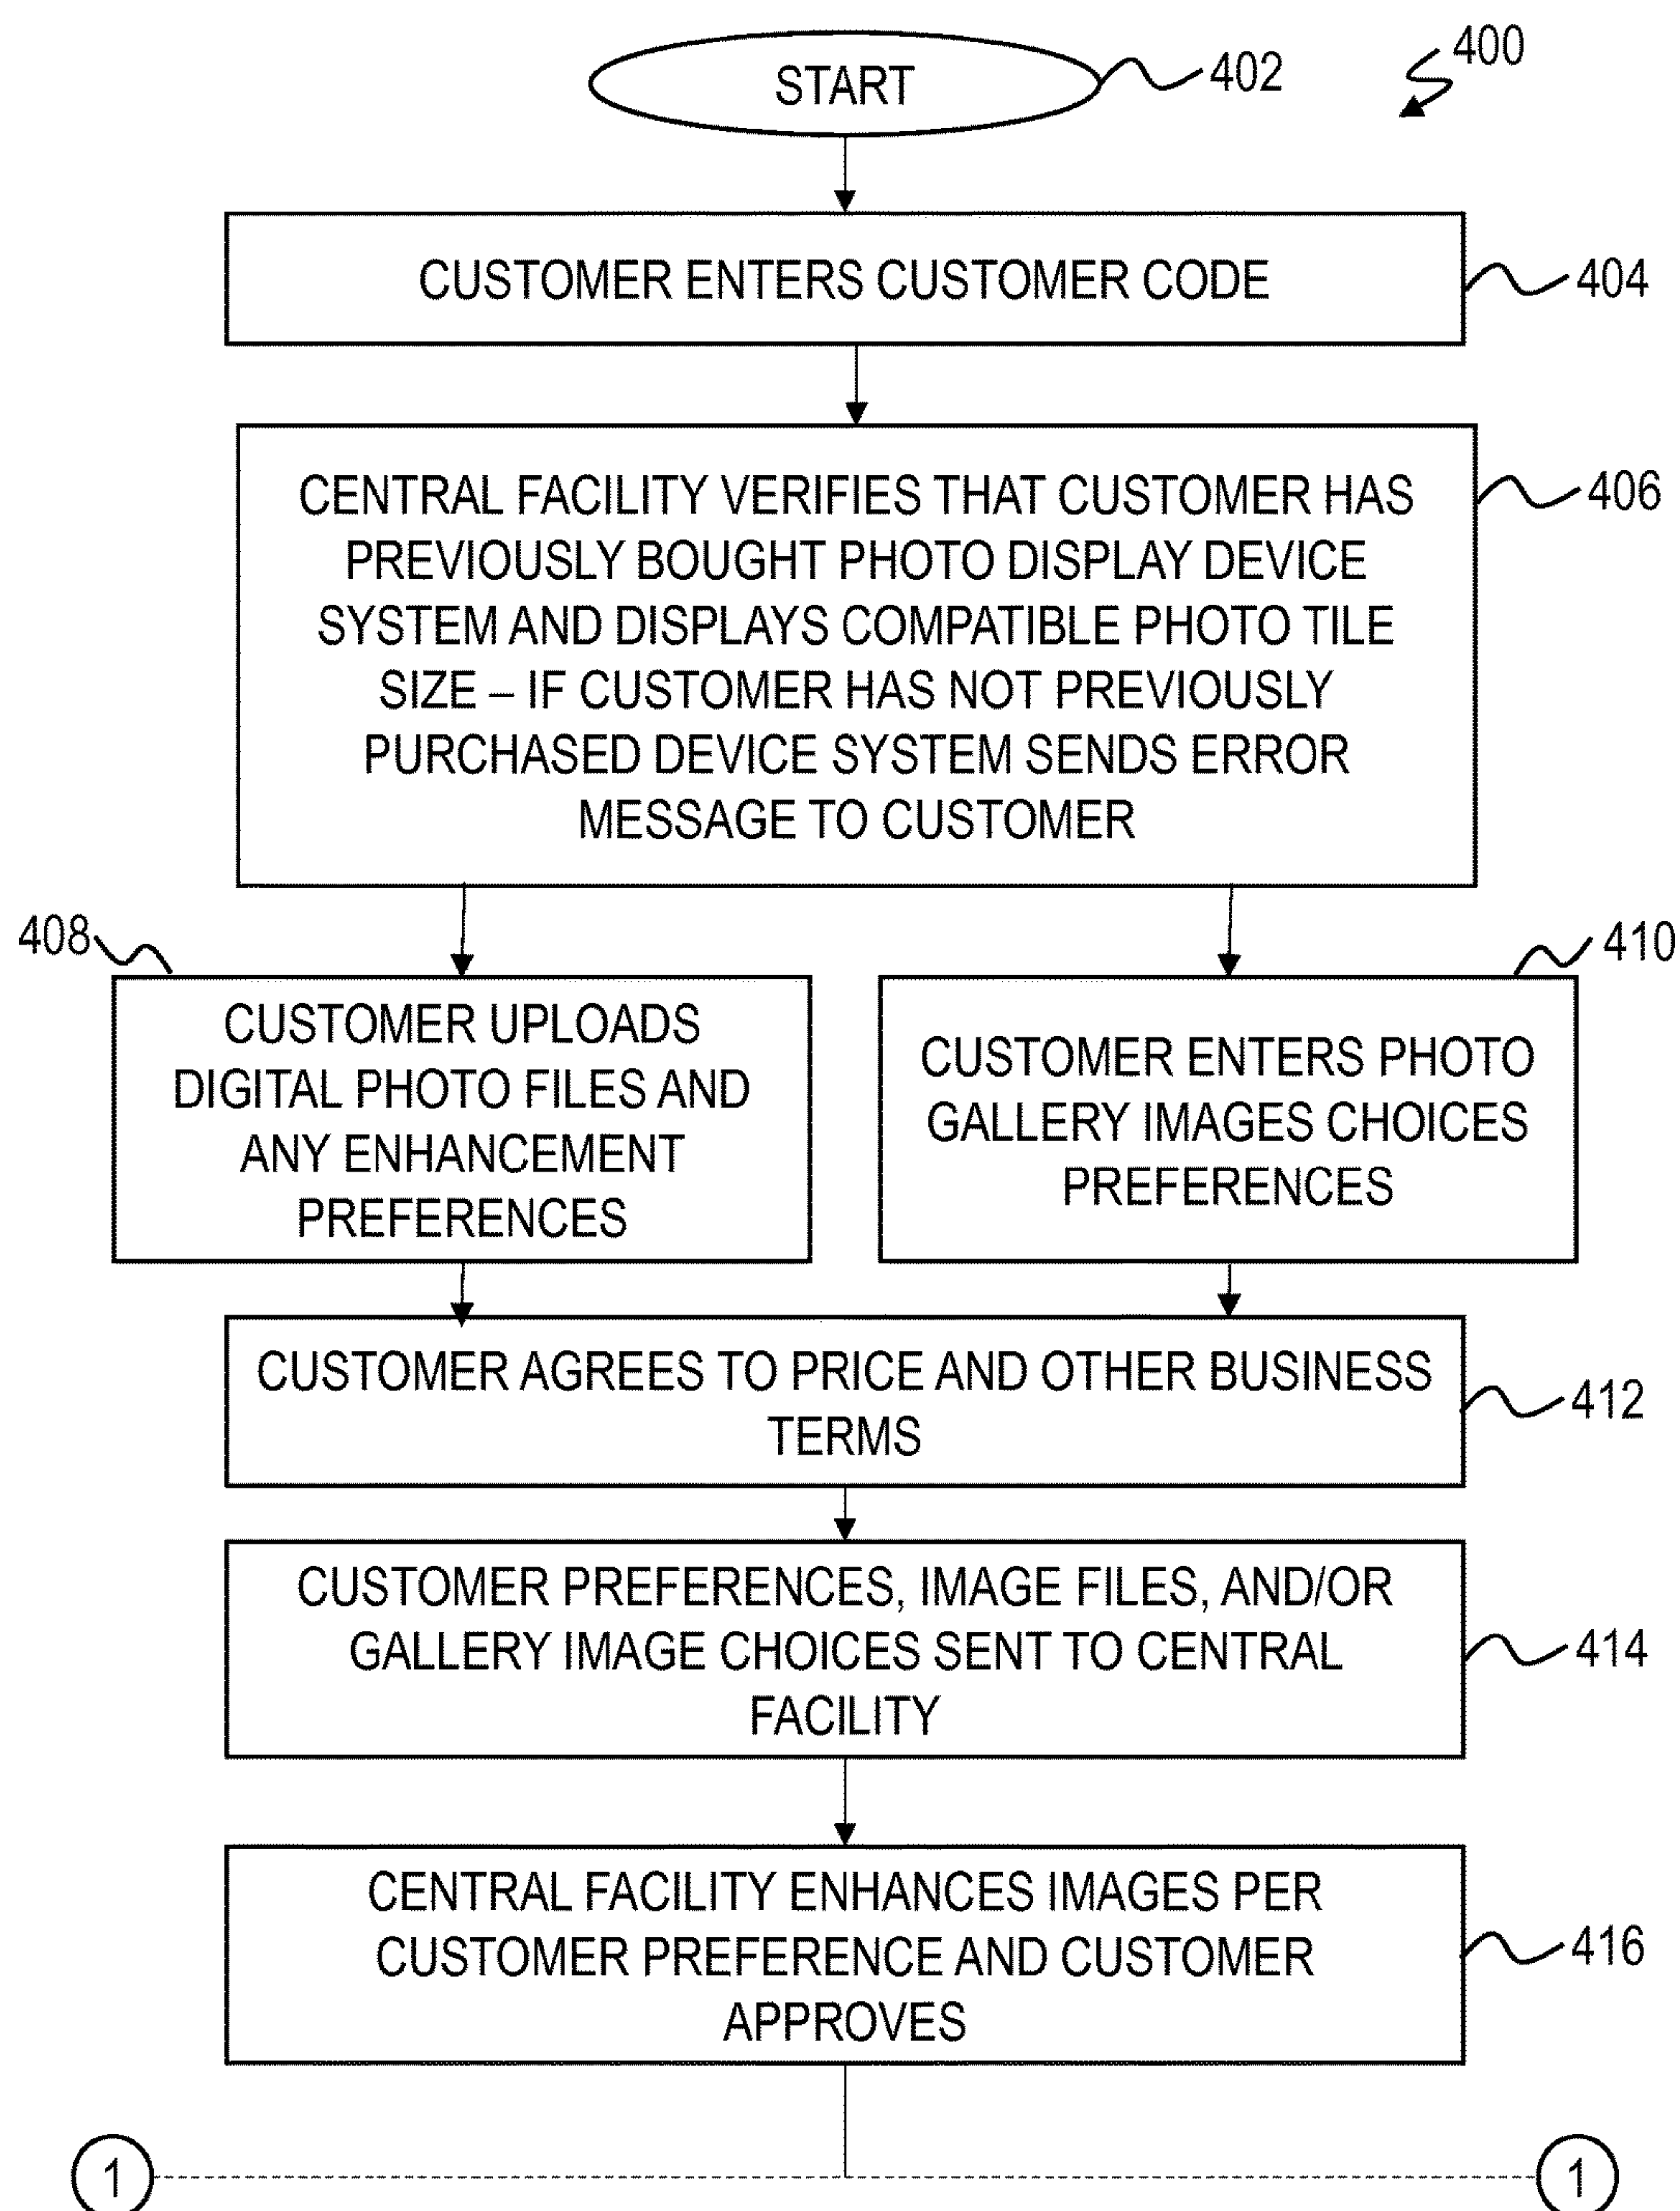 400
START
402
CUSTOMER ENTERS CUSTOMER CODE
404
CENTRAL FACILITY VERIFIES THAT CUSTOMER HAS
PREVIOUSLY BOUGHT PHOTO DISPLAY DEVICE
SYSTEM AND DISPLAYS COMPATIBLE PHOTO TILE
SIZE – IF CUSTOMER HAS NOT PREVIOUSLY
PURCHASED DEVICE SYSTEM SENDS ERROR
MESSAGE TO CUSTOMER
406
408
CUSTOMER UPLOADS
DIGITAL PHOTO FILES AND
ANY ENHANCEMENT
PREFERENCES
410
CUSTOMER ENTERS PHOTO
GALLERY IMAGES CHOICES
PREFERENCES
CUSTOMER AGREES TO PRICE AND OTHER BUSINESS
TERMS
412
CUSTOMER PREFERENCES, IMAGE FILES, AND/OR
GALLERY IMAGE CHOICES SENT TO CENTRAL
FACILITY
414
CENTRAL FACILITY ENHANCES IMAGES PER
CUSTOMER PREFERENCE AND CUSTOMER
APPROVES
416
1
1